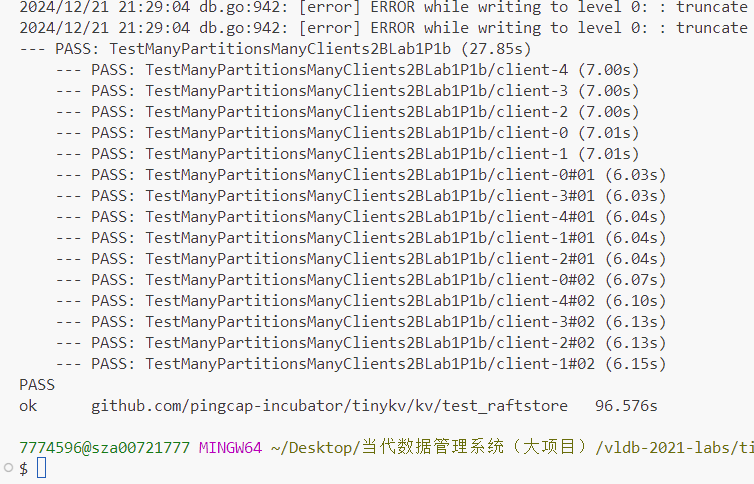 2024/12/21 21:29:04 db.go:942: [error] ERROR while writing to level 0: : truncate
2024/12/21 21:29:04 db.go:942: [error] ERROR while writing to level 0: : truncate
--- PASS: TestManyPartitionsManyClients2BLab1P1b (27.85s)
    --- PASS: TestManyPartitionsManyClients2BLab1P1b/client-4 (7.00s)
    --- PASS: TestManyPartitionsManyClients2BLab1P1b/client-3 (7.00s)
    --- PASS: TestManyPartitionsManyClients2BLab1P1b/client-2 (7.00s)
    --- PASS: TestManyPartitionsManyClients2BLab1P1b/client-0 (7.01s)
    --- PASS: TestManyPartitionsManyClients2BLab1P1b/client-1 (7.01s)
    --- PASS: TestManyPartitionsManyClients2BLab1P1b/client-0#01 (6.03s)
    --- PASS: TestManyPartitionsManyClients2BLab1P1b/client-3#01 (6.03s)
    --- PASS: TestManyPartitionsManyClients2BLab1P1b/client-4#01 (6.04s)
    --- PASS: TestManyPartitionsManyClients2BLab1P1b/client-1#01 (6.04s)
    --- PASS: TestManyPartitionsManyClients2BLab1P1b/client-2#01 (6.04s)
    --- PASS: TestManyPartitionsManyClients2BLab1P1b/client-0#02 (6.07s)
    --- PASS: TestManyPartitionsManyClients2BLab1P1b/client-4#02 (6.10s)
    --- PASS: TestManyPartitionsManyClients2BLab1P1b/client-3#02 (6.13s)
    --- PASS: TestManyPartitionsManyClients2BLab1P1b/client-2#02 (6.13s)
    --- PASS: TestManyPartitionsManyClients2BLab1P1b/client-1#02 (6.15s)
PASS
ok      github.com/pingcap-incubator/tinykv/kv/test_raftstore   96.576s
7774596@sza00721777 MINGW64 ~/Desktop/当代数据管理系统（大项目）/vldb-2021-labs/ti
$